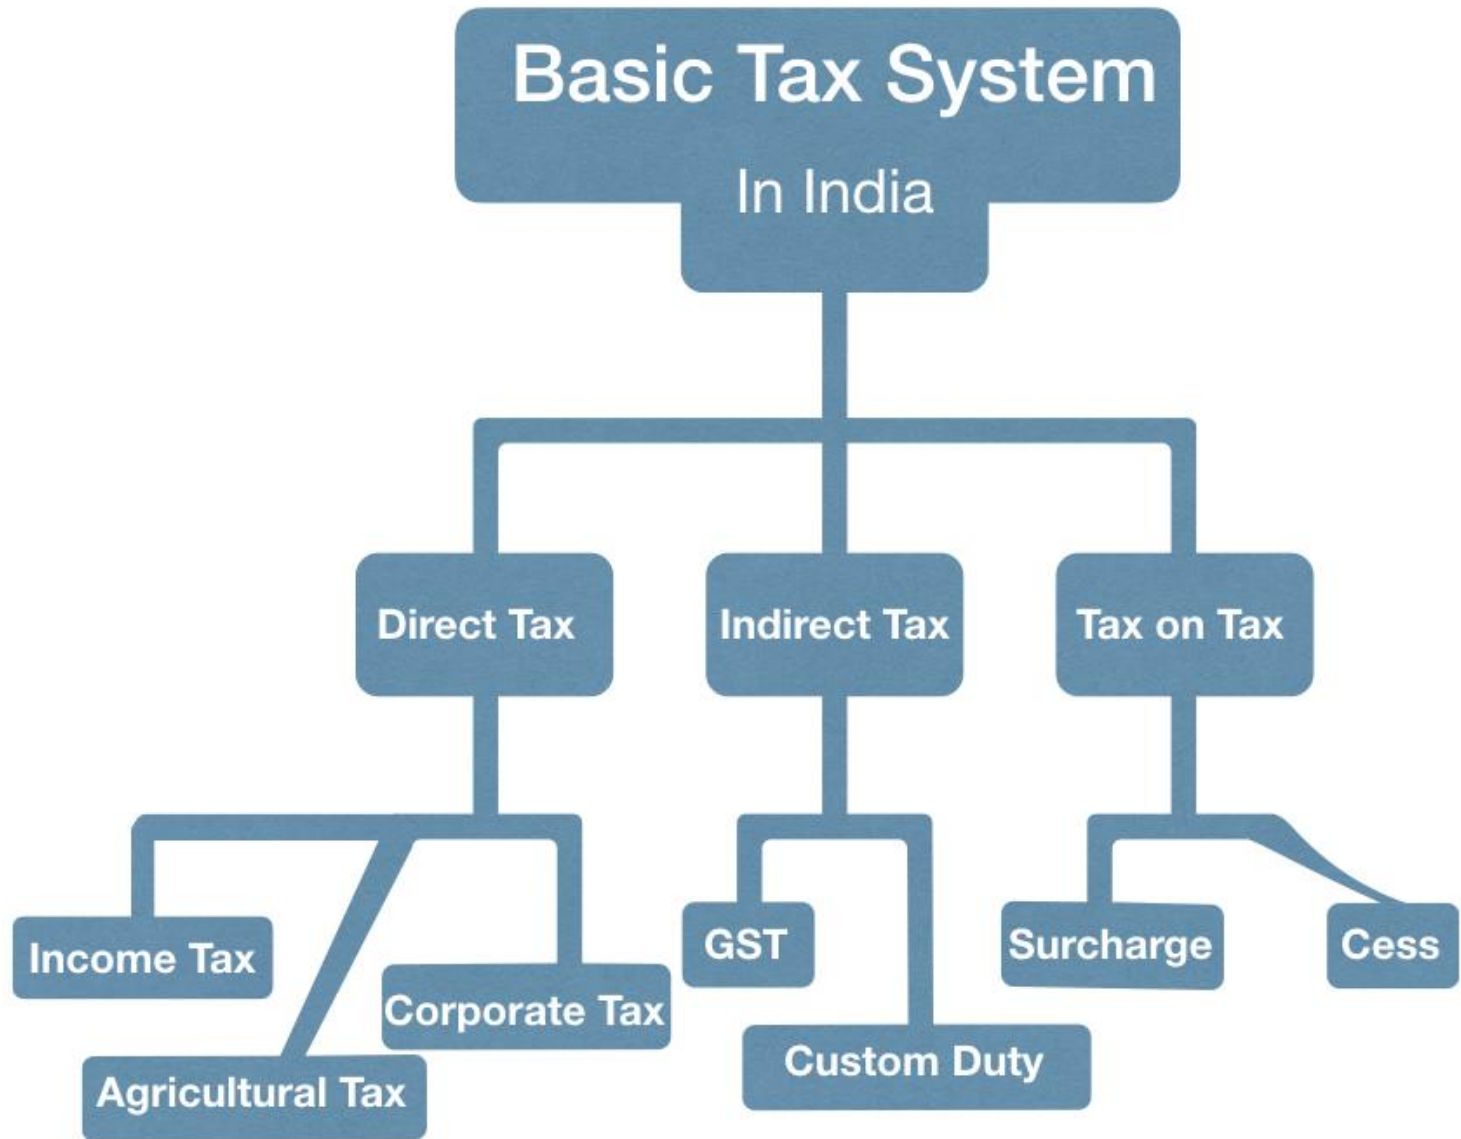 Basic Tax System
In India
Direct Tax
Indirect Tax
Tax on Tax
Income Tax
Agricultural Tax
Corporate Tax
GST
Custom Duty
Surcharge
Cess